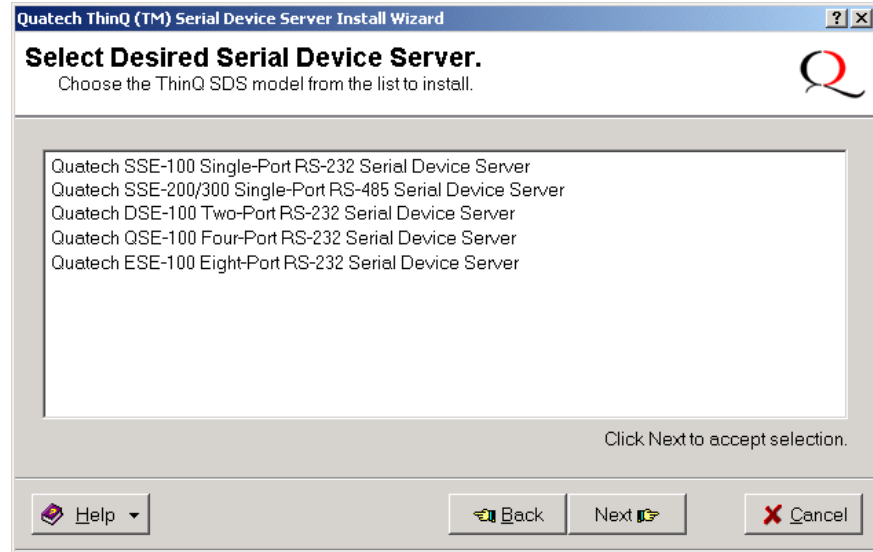 Quatech ThinQ (TM) Serial Device Server Install Wizard
Select Desired Serial Device Server.
Choose the ThinQ SDS model from the list to install.
Quatech SSE-100 Single-Port RS-232 Serial Device Server
Quatech SSE-200/300 Single-Port RS-485 Serial Device Server
Quatech DSE-100 Two-Port RS-232 Serial Device Server
Quatech QSE-100 Four-Port RS-232 Serial Device Server
Quatech ESE-100 Eight-Port RS-232 Serial Device Server
Click Next to accept selection.
Help Back Next Cancel